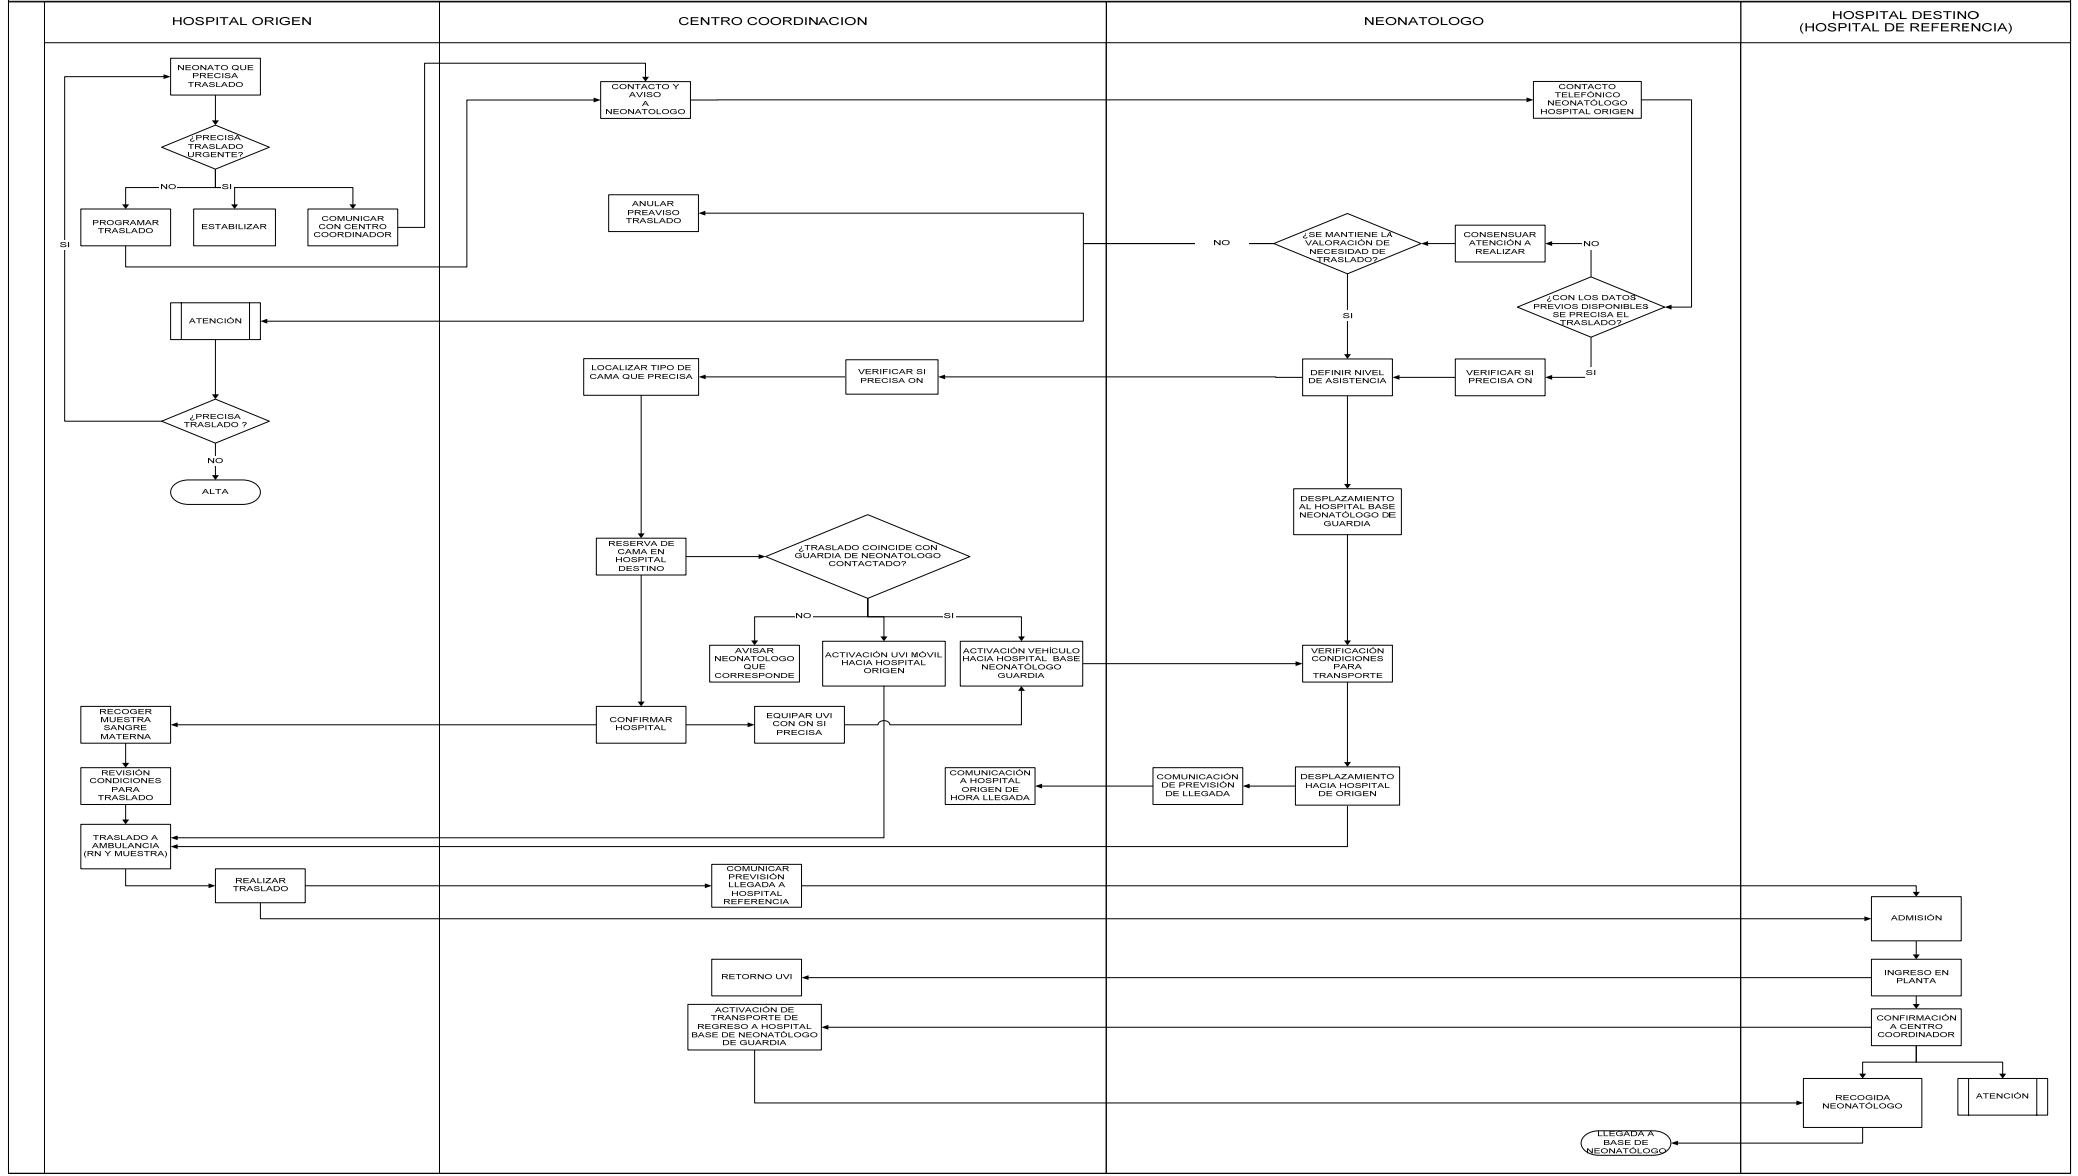 HOSPITAL ORIGEN
CENTRO COORDINACION
NEONATOLOGO
HOSPITAL DESTINO
(HOSPITAL DE REFERENCIA)
NEONATO QUE
PRECISA
TRASLADO
CONTACTO Y
AVISO
A
NEONATOLOGO
CONTACTO
TELEFÓNICO
NEONATÓLOGO
HOSPITAL ORIGEN
¿PRECISA
TRASLADO
URGENTE?
NO
SI
PROGRAMAR
TRASLADO
ESTABILIZAR
COMUNICAR
CON CENTRO
COORDINADOR
SI
ANULAR
PREAVISO
TRASLADO
NO
¿SE MANTIENE LA
VALORACIÓN DE
NECESIDAD DE
TRASLADO?
CONSENSUAR
ATENCIÓN A
REALIZAR
NO
¿CON LOS DATOS
PREVIOS DISPONIBLES
SE PRECISA EL
TRASLADO?
SI
SI
ATENCIÓN
LOCALIZAR TIPO DE
CAMA QUE PRECISA
VERIFICAR SI
PRECISA ON
DEFINIR NIVEL
DE ASISTENCIA
VERIFICAR SI
PRECISA ON
¿PRECISA
TRASLADO ?
NO
ALTA
DESPLAZAMIENTO
AL HOSPITAL BASE
NEONATÓLOGO DE
GUARDIA
RESERVA DE
CAMA EN
HOSPITAL
DESTINO
¿TRASLADO COINCIDE CON
GUARDIA DE NEONATOLOGO
CONTACTADO?
NO
SI
AVISAR
NEONATOLOGO
QUE
CORRESPONDE
ACTIVACIÓN UVI MÓVIL
HACIA HOSPITAL
ORIGEN
ACTIVACIÓN VEHÍCULO
HACIA HOSPITAL BASE
NEONATÓLOGO
GUARDIA
VERIFICACIÓN
CONDICIONES
PARA
TRANSPORTE
RECOGER
MUESTRA
SANGRE
MATERNA
CONFIRMAR
HOSPITAL
EQUIPAR UVI
CON ON SI
PRECISA
REVISIÓN
CONDICIONES
PARA
TRASLADO
COMUNICACIÓN
A HOSPITAL
ORIGEN DE
HORA LLEGADA
COMUNICACIÓN
DE PREVISIÓN
DE LLEGADA
DESPLAZAMIENTO
HACIA HOSPITAL
DE ORIGEN
TRASLADO A
AMBULANCIA
(RN Y MUESTRA)
REALIZAR
TRASLADO
COMUNICAR
PREVISIÓN
LLEGADA A
HOSPITAL
REFERENCIA
ADMISIÓN
RETORNO UVI
INGRESO EN
PLANTA
ACTIVACIÓN DE
TRANSPORTE DE
REGRESO A HOSPITAL
BASE DE NEONATÓLOGO
DE GUARDIA
CONFIRMACIÓN
A CENTRO
COORDINADOR
RECOGIDA
NEONATÓLOGO
ATENCIÓN
LLEGADA A
BASE DE
NEONATÓLOGO